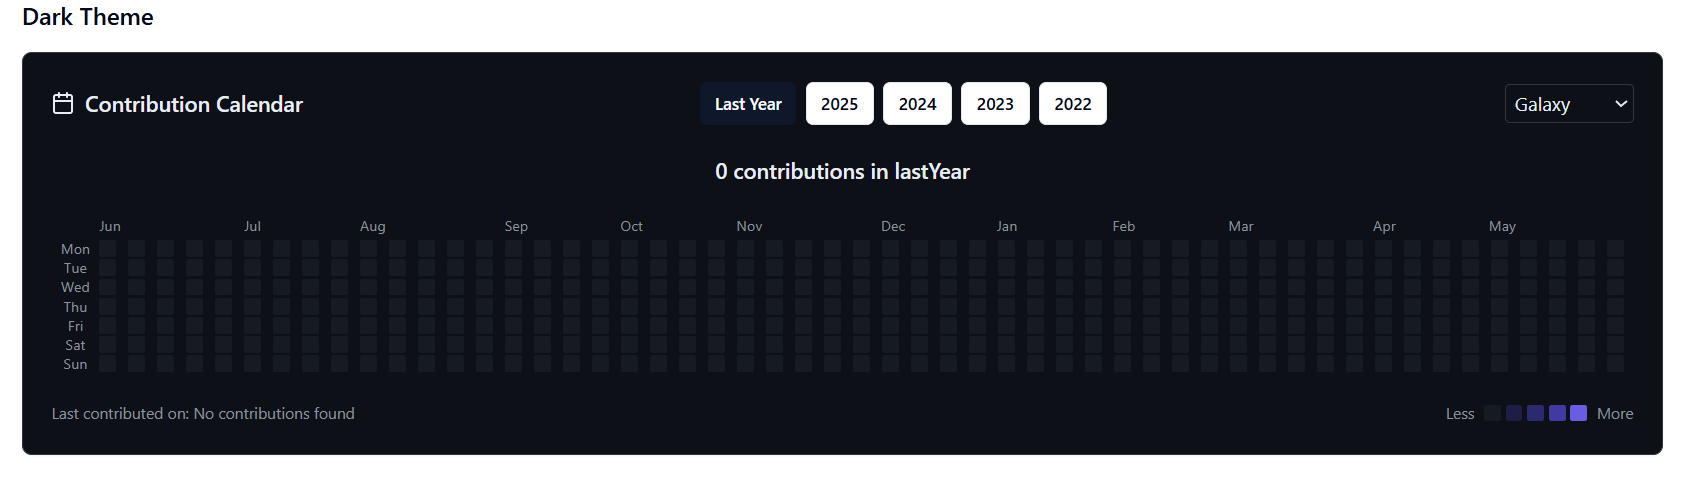 Dark Theme
Contribution Calendar
Last Year 2025 2024 2023 2022
Galaxy
0 contributions in lastYear
Jun Jul Aug Sep Oct Nov Dec Jan Feb Mar Apr May
Mon
Tue
Wed
Thu
Fri
Sat
Sun
Last contributed on: No contributions found
Less More